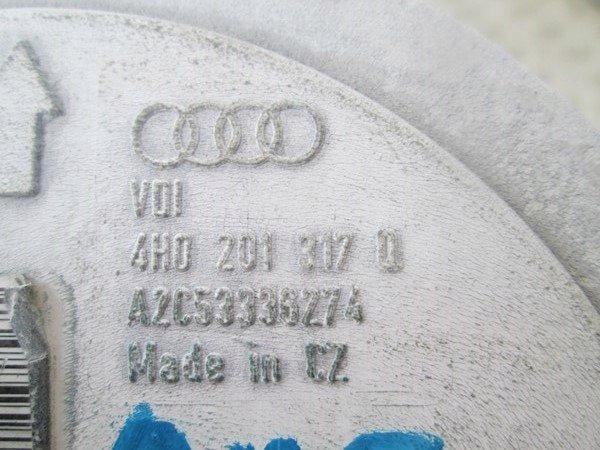 VDI
4H0 201 317 Q
A2C53336274
Made in CZ